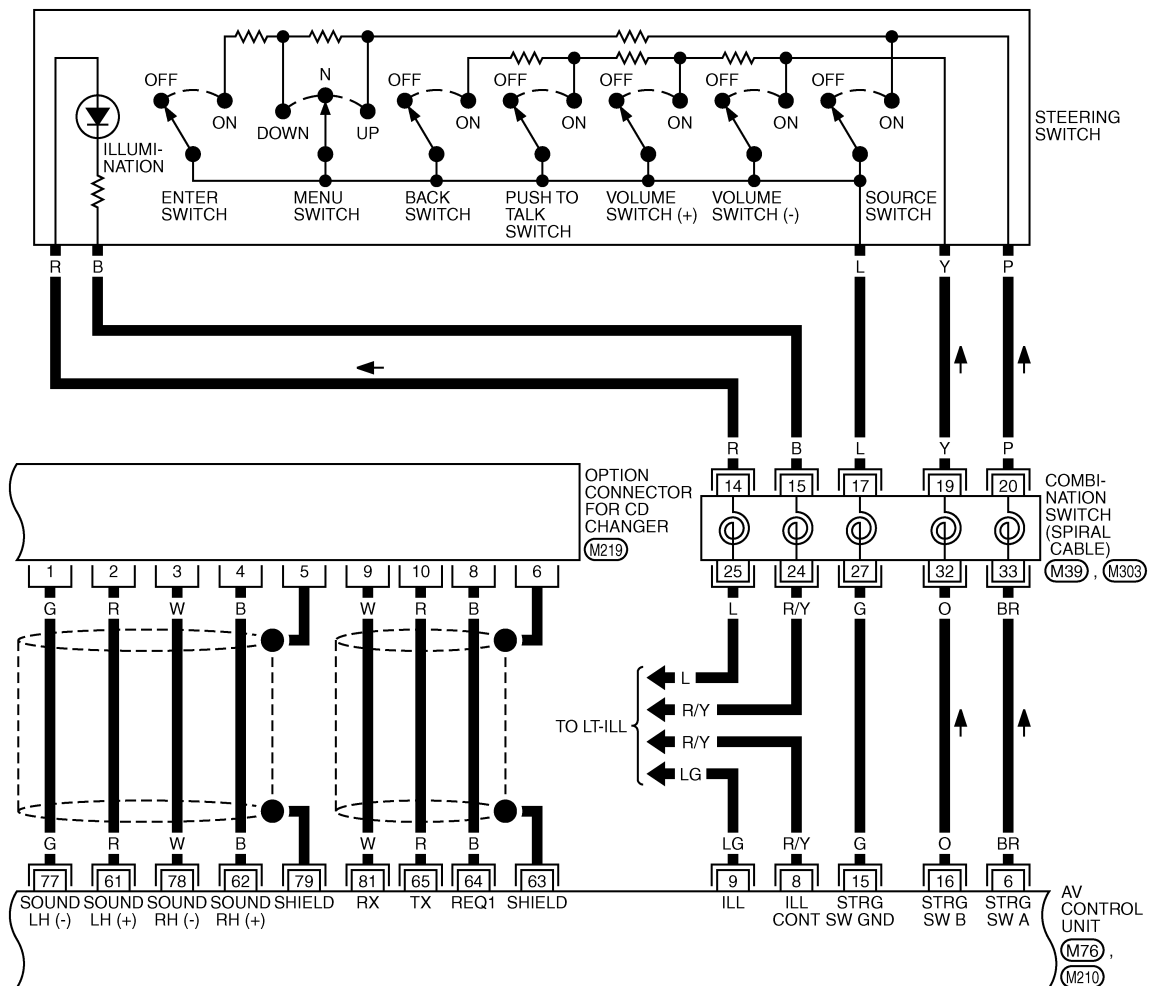 OFF
N
OFF
OFF
OFF
OFF
OFF
ON
DOWN
UP
ON
ON
ON
ON
ON
STEERING
SWITCH
ILLUMI-
NATION
ENTER
SWITCH
MENU
SWITCH
BACK
SWITCH
PUSH TO
TALK
SWITCH
VOLUME
SWITCH (+)
VOLUME
SWITCH (-)
SOURCE
SWITCH
R B L Y P
R B L Y P
OPTION
CONNECTOR
FOR CD
CHANGER
M219
14 15 17 19 20
COMBI-
NATION
SWITCH
(SPIRAL
CABLE)
M39 , M303
1 2 3 4 5 9 10 8 6
25 24 27 32 33
G R W B W R B
L R/Y G O BR
TO LT-ILL
L
R/Y
R/Y
LG
G R W B W R B
LG R/Y G O BR
77 61 78 62 79 81 65 64 63
9 8 15 16 6
SOUND
LH (-)
SOUND
LH (+)
SOUND
RH (-)
SOUND
RH (+)
SHIELD
RX
TX
REQ1
SHIELD
ILL
ILL
CONT
STRG
SW GND
STRG
SW B
STRG
SW A
AV
CONTROL
UNIT
M76 ,
M210